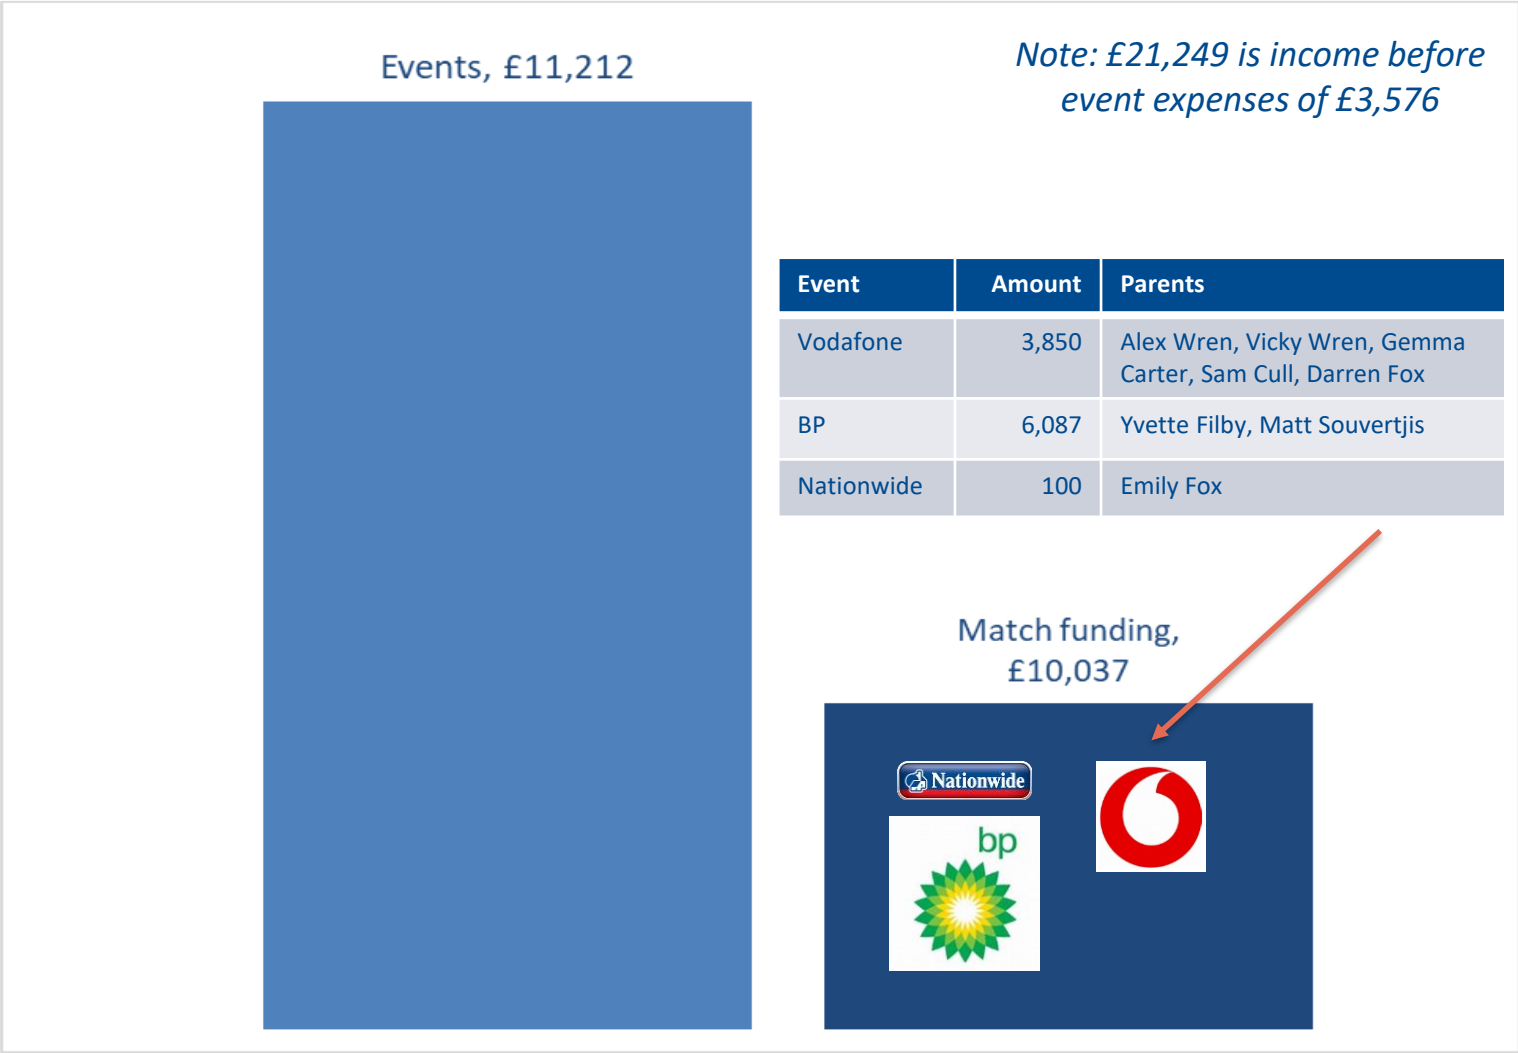 Events, £11,212
Note: £21,249 is income before
event expenses of £3,576
Event Amount Parents
Vodafone 3,850 Alex Wren, Vicky Wren, Gemma
Carter, Sam Cull, Darren Fox
BP 6,087 Yvette Filby, Matt Souvertjis
Nationwide 100 Emily Fox
Match funding,
£10,037
Nationwide
bp